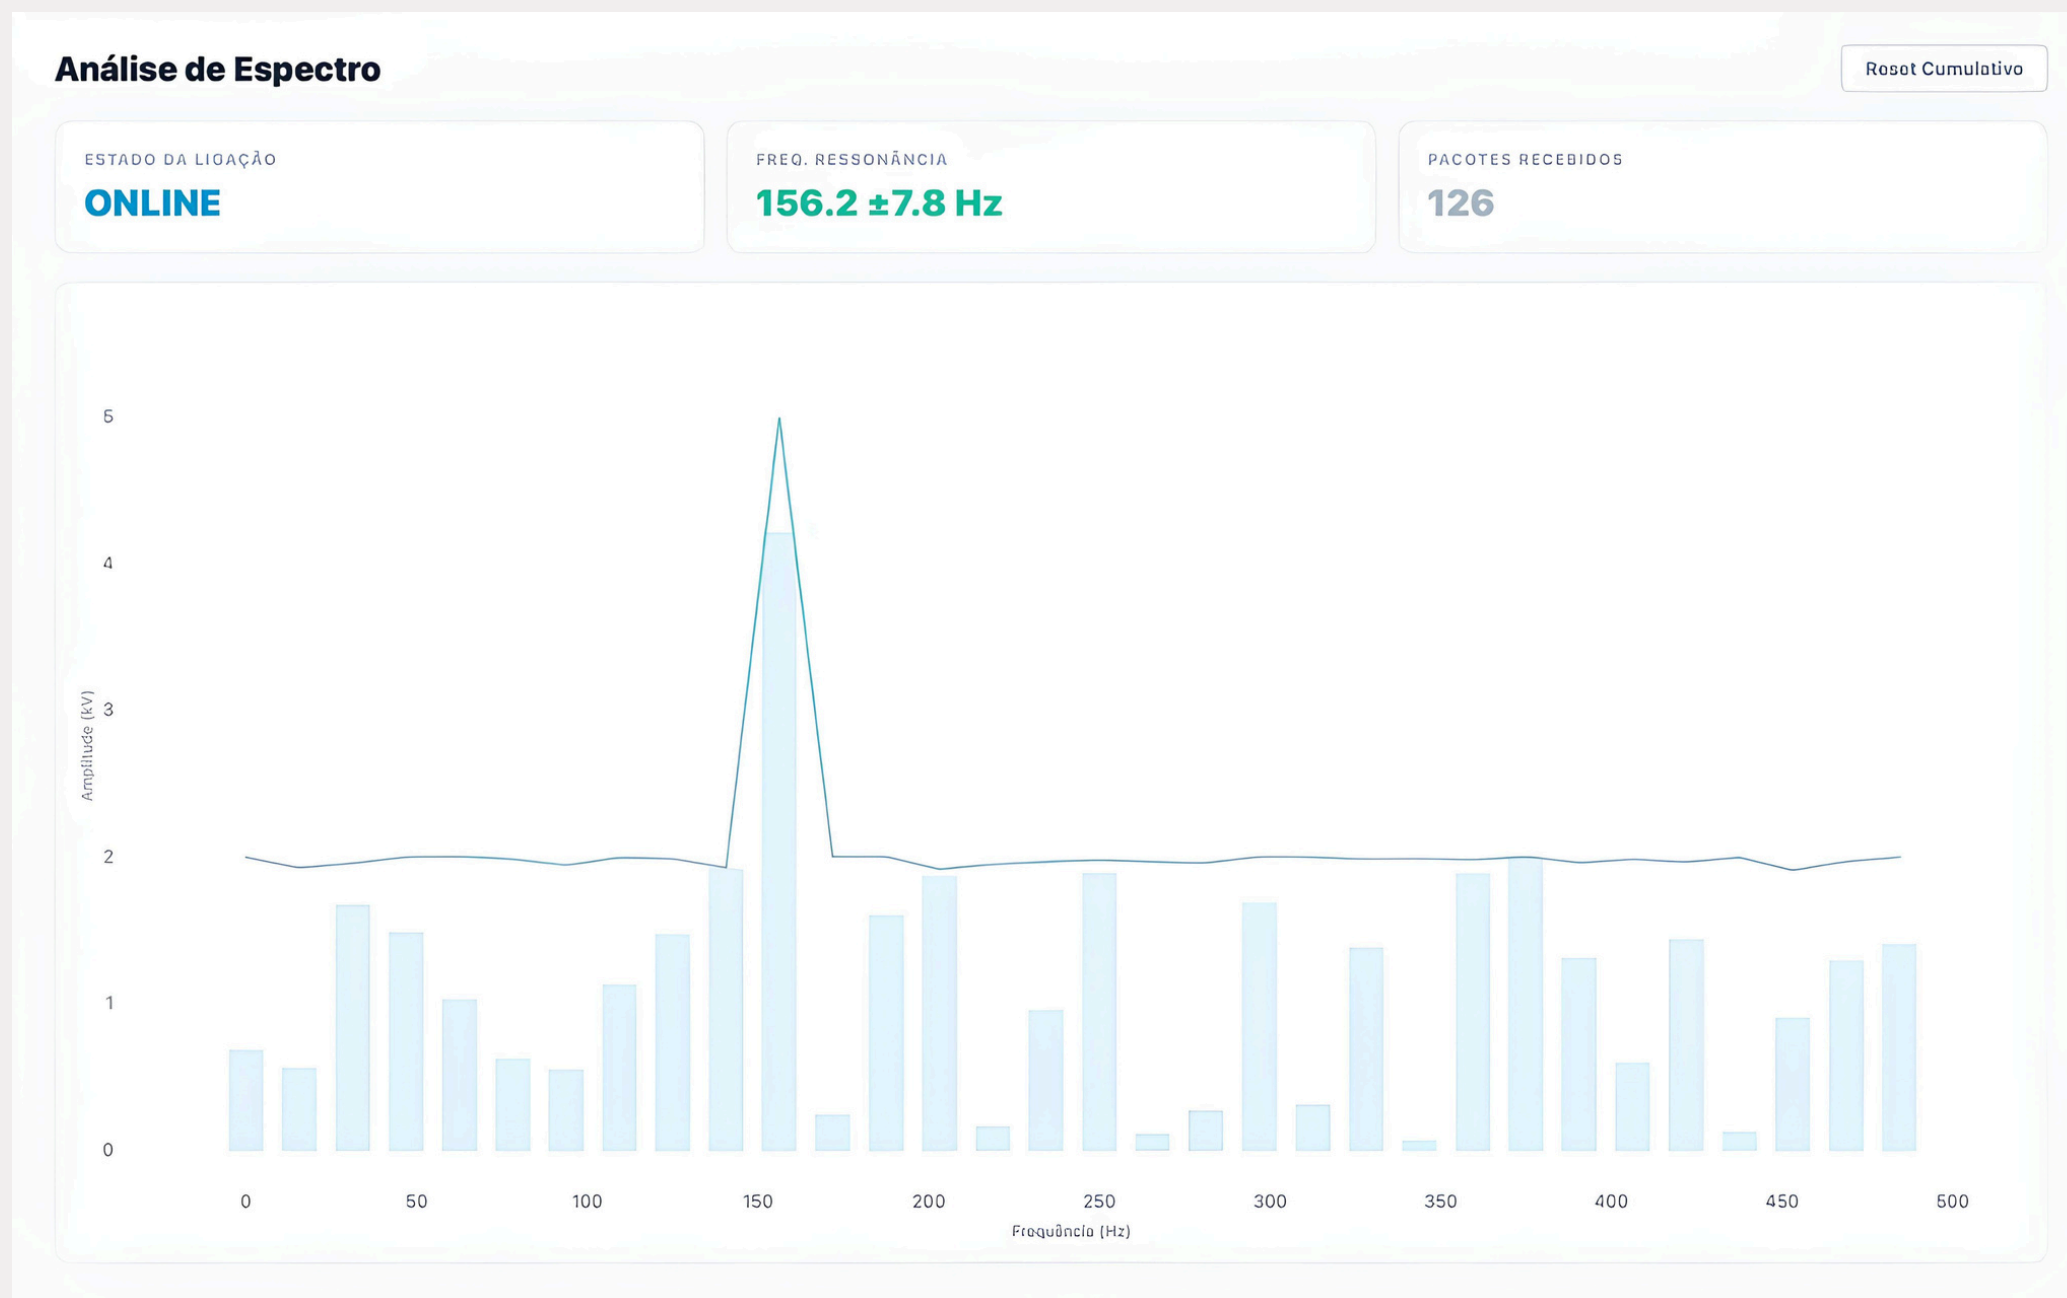 Análise de Espectro
Reset Cumulativo
ESTADO DA LIGAÇÃO
ONLINE
FREQ. RESSONÂNCIA
156.2 ±7.8 Hz
PACOTES RECEBIDOS
126
5
4
3
2
1
0
Amplitude (kV)
0 50 100 150 200 250 300 350 400 450 500
Frequência (Hz)